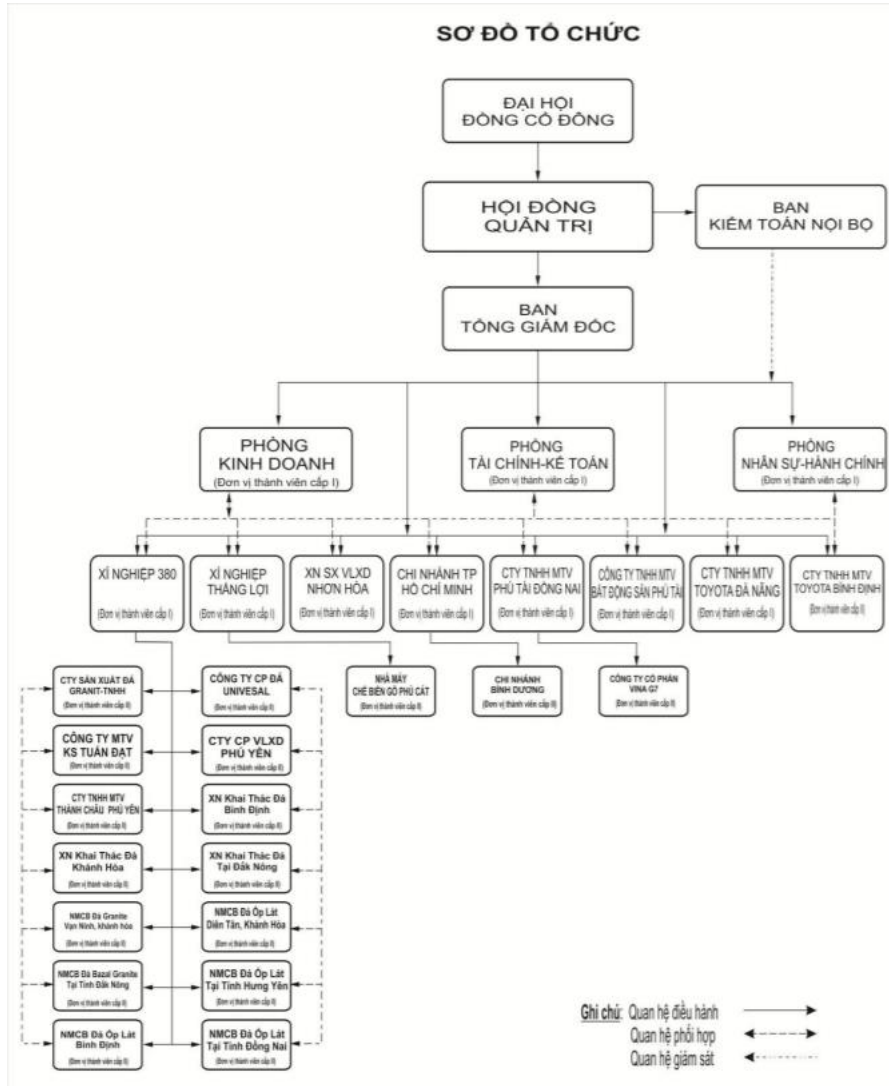 SƠ ĐỒ TỔ CHỨC
ĐẠI HỘI
ĐỒNG CỔ ĐÔNG
HỘI ĐỒNG
QUẢN TRỊ
BAN
KIỂM TOÁN NỘI BỘ
BAN
TỔNG GIÁM ĐỐC
PHÒNG
KINH DOANH
(Đơn vị thành viên cấp I)
PHÒNG
TÀI CHÍNH-KẾ TOÁN
(Đơn vị thành viên cấp I)
PHÒNG
NHÂN SỰ-HÀNH CHÍNH
(Đơn vị thành viên cấp I)
XÍ NGHIỆP 380
(Đơn vị thành viên cấp I)
XÍ NGHIỆP
THẮNG LỢI
(Đơn vị thành viên cấp I)
XN SX VLXD
NHƠN HÒA
(Đơn vị thành viên cấp I)
CHI NHÁNH TP
HỒ CHÍ MINH
(Đơn vị thành viên cấp I)
CTY TNHH MTV
PHÚ TÀI ĐỒNG NAI
(Đơn vị thành viên cấp I)
CÔNG TY TNHH MTV
BẤT ĐỘNG SẢN PHÚ TÀI
(Đơn vị thành viên cấp I)
CTY TNHH MTV
TOYOTA ĐÀ NẴNG
(Đơn vị thành viên cấp I)
CTY TNHH MTV
TOYOTA BÌNH ĐỊNH
(Đơn vị thành viên cấp I)
NHÀ MÁY
CHẾ BIẾN GỖ PHÙ CÁT
(Đơn vị thành viên cấp II)
CHI NHÁNH
BÌNH DƯƠNG
(Đơn vị thành viên cấp II)
CÔNG TY CỔ PHẦN
VINA G7
(Đơn vị thành viên cấp II)
CTY SẢN XUẤT ĐÁ
GRANIT-TNHH
(Đơn vị thành viên cấp II)
CÔNG TY CP ĐÁ
UNIVESAL
(Đơn vị thành viên cấp II)
CÔNG TY MTV
KS TUẤN ĐẠT
(Đơn vị thành viên cấp II)
CTY CP VLXD
PHÚ YÊN
(Đơn vị thành viên cấp II)
CTY TNHH MTV
THÀNH CHÂU PHÚ YÊN
(Đơn vị thành viên cấp II)
XN Khai Thác Đá
Bình Định
(Đơn vị thành viên cấp II)
XN Khai Thác Đá
Khánh Hòa
(Đơn vị thành viên cấp II)
XN Khai Thác Đá
Tại Đắk Nông
(Đơn vị thành viên cấp II)
NMCB Đá Granite
Vạn Ninh, khánh hòa
(Đơn vị thành viên cấp II)
NMCB Đá Ốp Lát
Diên Tân, Khánh Hòa
(Đơn vị thành viên cấp II)
NMCB Đá Bazal Granite
Tại Tỉnh Đắk Nông
(Đơn vị thành viên cấp II)
NMCB Đá Ốp Lát
Tại Tỉnh Hưng Yên
(Đơn vị thành viên cấp II)
NMCB Đá Ốp Lát
Bình Định
(Đơn vị thành viên cấp II)
NMCB Đá Ốp Lát
Tại Tỉnh Đồng Nai
(Đơn vị thành viên cấp II)
Ghi chú: Quan hệ điều hành
Quan hệ phối hợp
Quan hệ giám sát